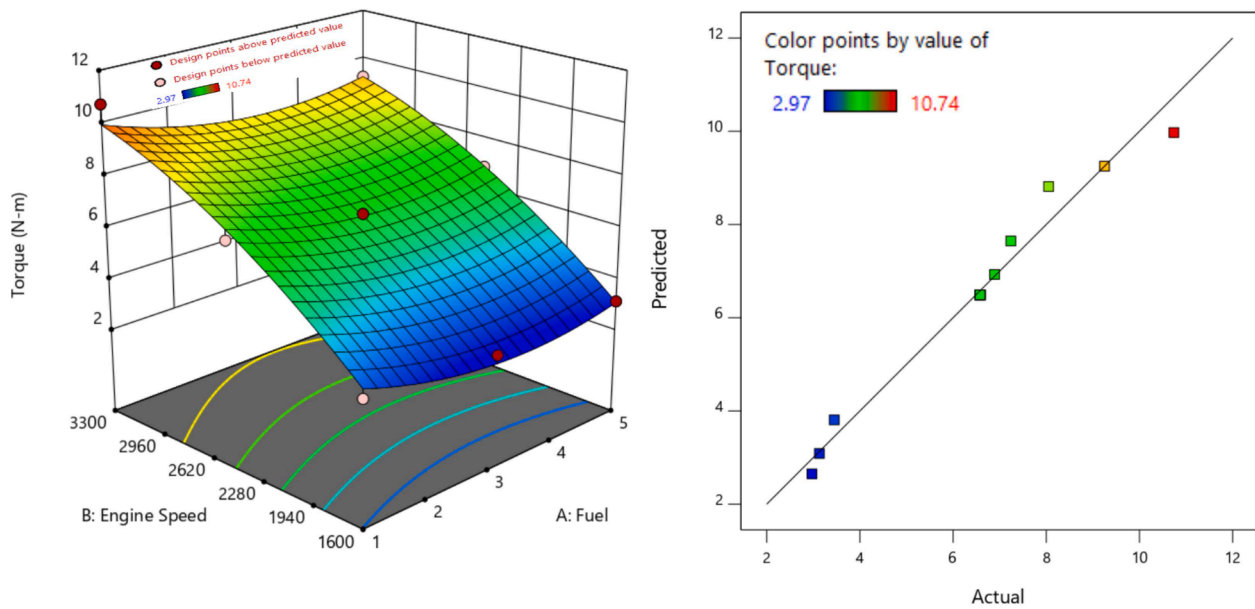 Design points above predicted value
Design points below predicted value
2.97 10.74
12
10
8
6
4
2
Torque (N-m)
3300
2960
2620
2280
1940
1600
B: Engine Speed
1
2
3
4
5
A: Fuel
Color points by value of
Torque:
2.97 10.74
12
10
8
6
4
2
Predicted
2 4 6 8 10 12
Actual